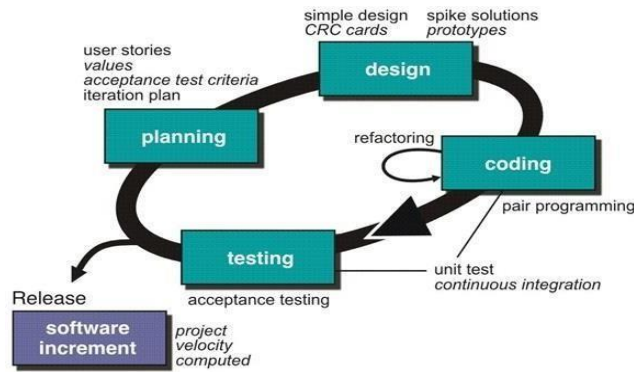 simple design
CRC cards
spike solutions
prototypes
user stories
values
acceptance test criteria
iteration plan
design
planning
refactoring
coding
pair programming
testing
unit test
continuous integration
acceptance testing
Release
software
increment
project
velocity
computed